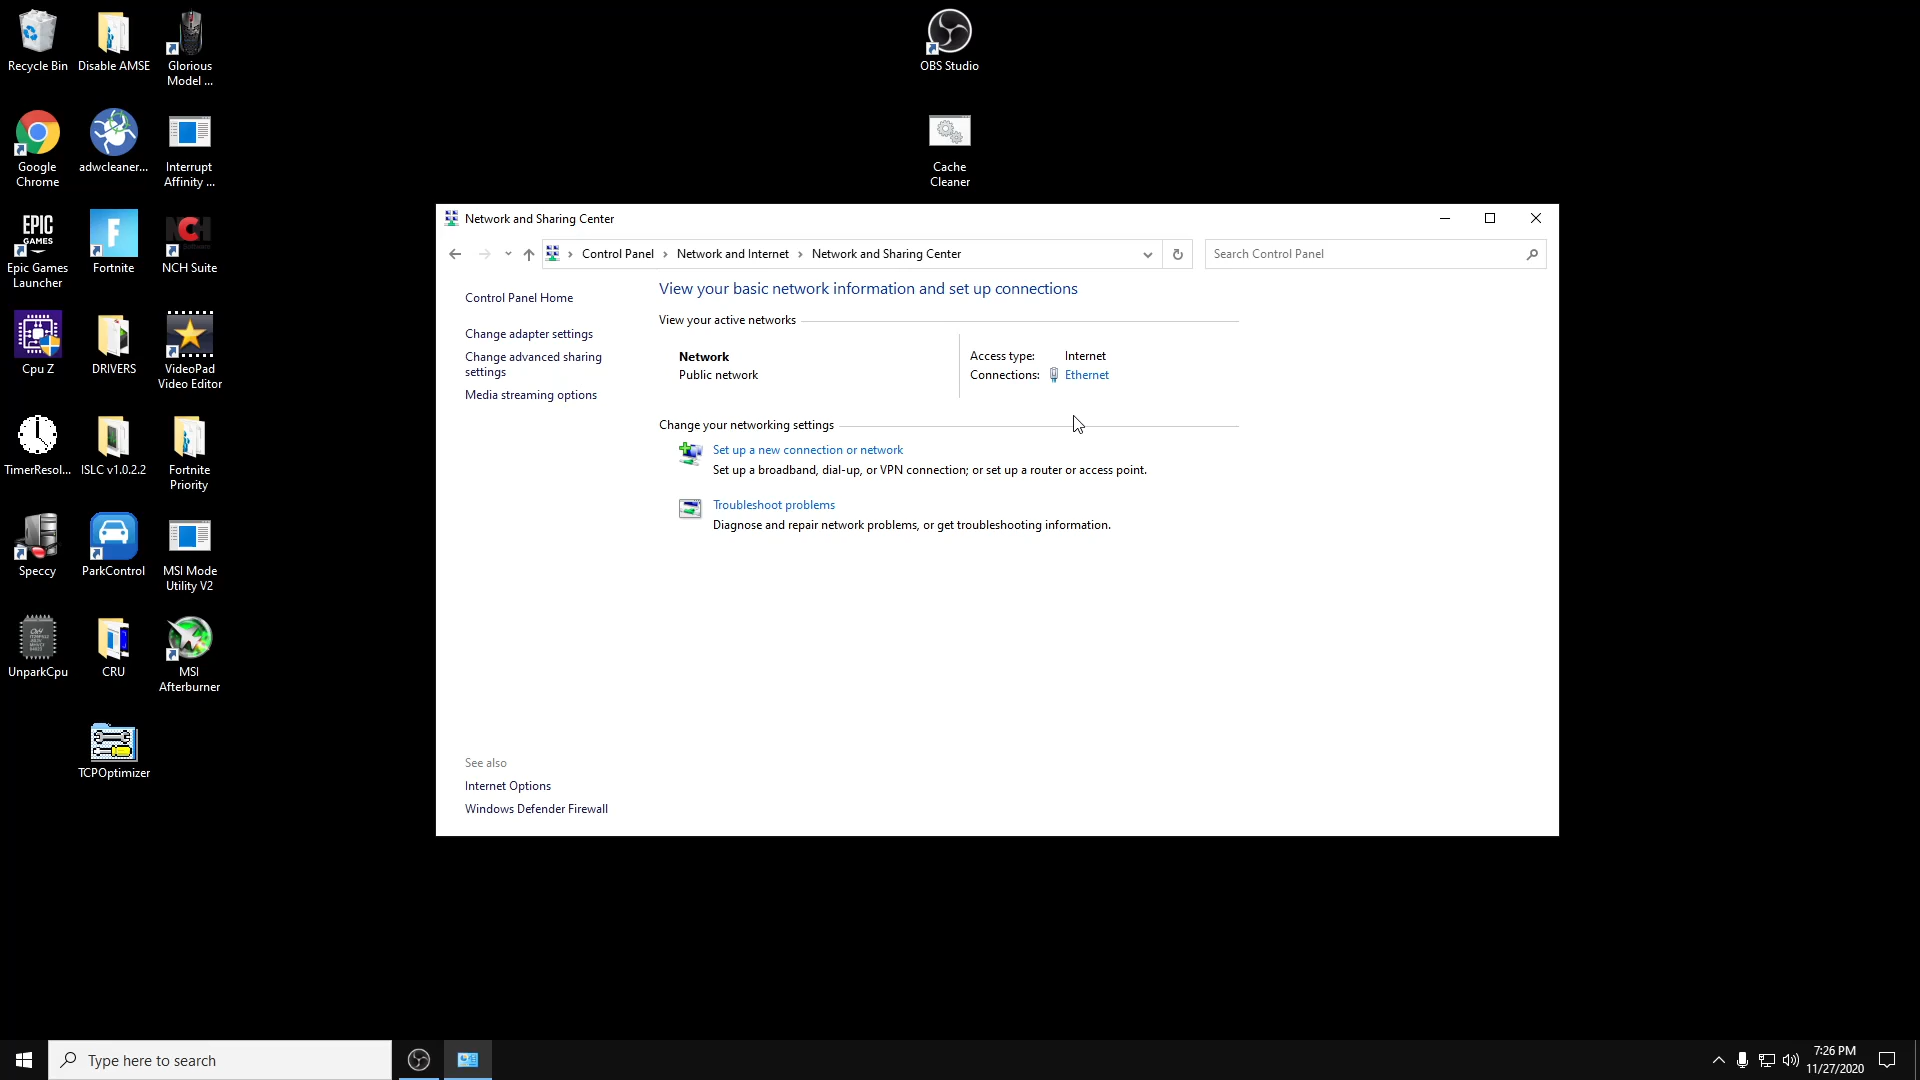 Recycle Bin
Disable AMSE
Glorious
Model ...
OBS Studio
Google
Chrome
adwcleaner...
Interrupt
Affinity ...
Cache
Cleaner
EPIC
GAMES
Epic Games
Launcher
Fortnite
NCH
NCH Suite
Cpu Z
DRIVERS
VideoPad
Video Editor
TimerResol...
ISLC v1.0.2.2
Fortnite
Priority
Speccy
ParkControl
MSI Mode
Utility V2
UnparkCpu
CRU
MSI
Afterburner
TCPOptimizer
Network and Sharing Center
Control Panel
Network and Internet
Network and Sharing Center
Search Control Panel
Control Panel Home
Change adapter settings
Change advanced sharing
settings
Media streaming options
View your basic network information and set up connections
View your active networks
Network
Public network
Access type: Internet
Connections: Ethernet
Change your networking settings
Set up a new connection or network
Set up a broadband, dial-up, or VPN connection; or set up a router or access point.
Troubleshoot problems
Diagnose and repair network problems, or get troubleshooting information.
See also
Internet Options
Windows Defender Firewall
Type here to search
7:26 PM
11/27/2020